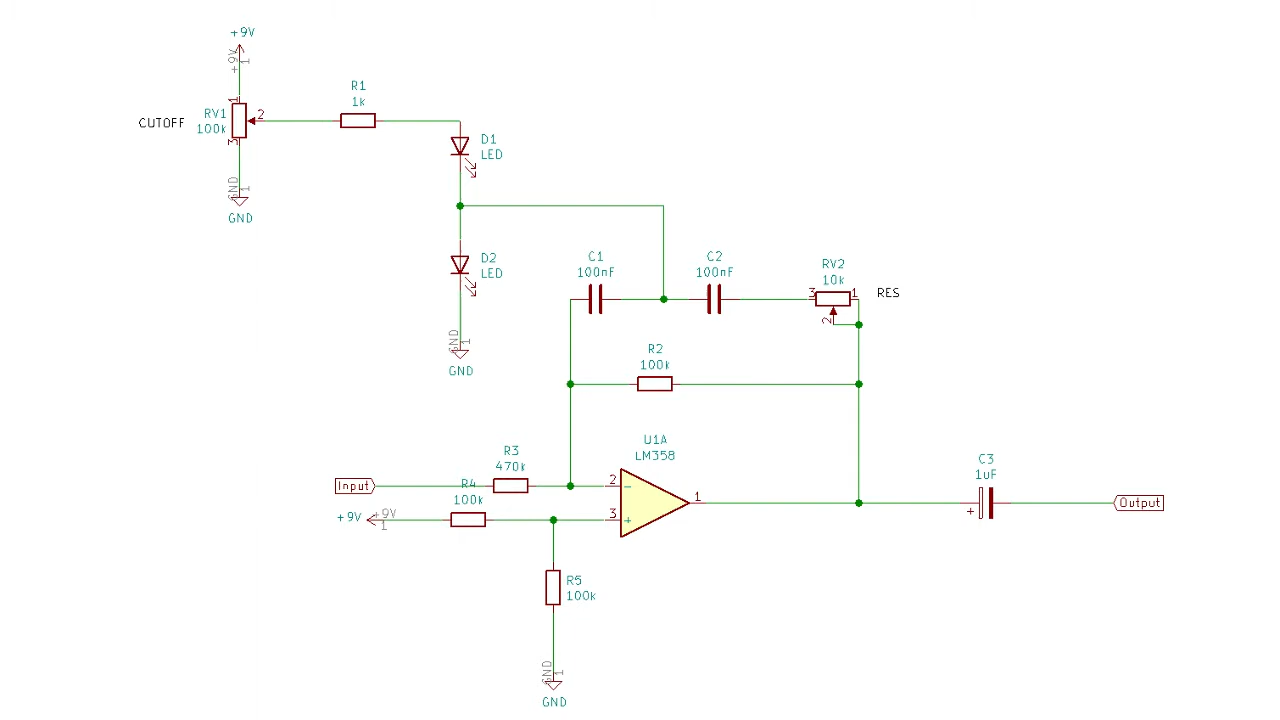 +9V
+9V
1
R1
1k
CUTOFF
RV1
100k
1
2
3
D1
LED
GND
1
GND
D2
LED
C1
100nF
C2
100nF
RV2
10k
3
1
2
RES
GND
1
GND
R2
100k
U1A
LM358
R3
470k
C3
1uF
Input
R4
100k
2
−
1
+
Output
+9V
+9V
1
3
+
R5
100k
GND
1
GND